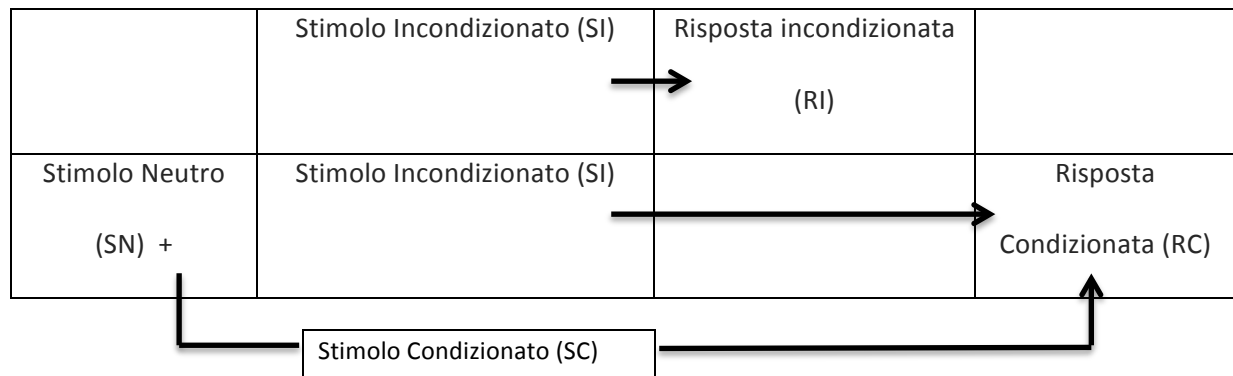 Stimolo Incondizionato (SI)
Risposta incondizionata
(RI)
Stimolo Neutro
(SN) +
Stimolo Incondizionato (SI)
Risposta
Condizionata (RC)
Stimolo Condizionato (SC)